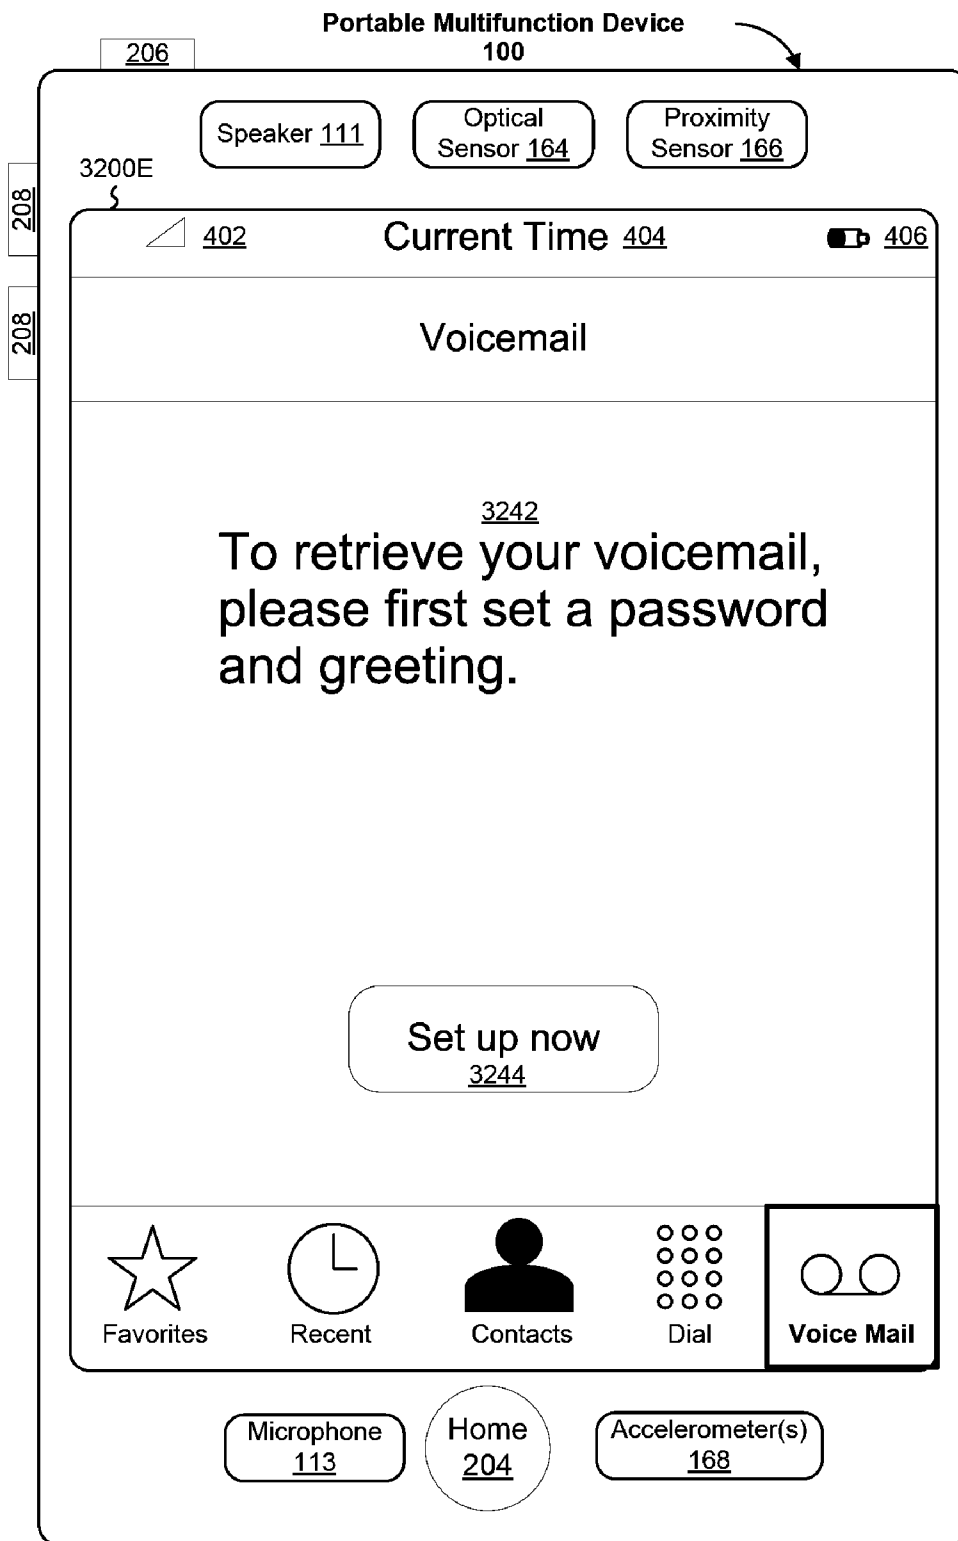 Portable Multifunction Device
100
206
Speaker 111
Optical
Sensor 164
Proximity
Sensor 166
3200E
208
208
402
Current Time 404
406
Voicemail
3242
To retrieve your voicemail,
please first set a password
and greeting.
Set up now
3244
Favorites
Recent
Contacts
Dial
Voice Mail
Microphone
113
Home
204
Accelerometer(s)
168